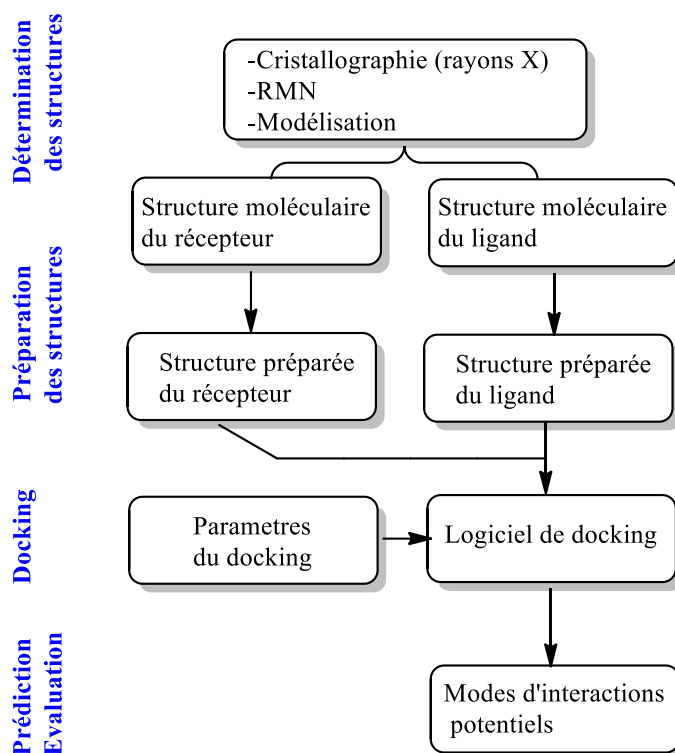 Détermination
des structures
-Cristallographie (rayons X)
-RMN
-Modélisation
Structure moléculaire
du récepteur
Structure moléculaire
du ligand
Préparation
des structures
Structure préparée
du récepteur
Structure préparée
du ligand
Docking
Parametres
du docking
Logiciel de docking
Prédiction
Evaluation
Modes d'interactions
potentiels